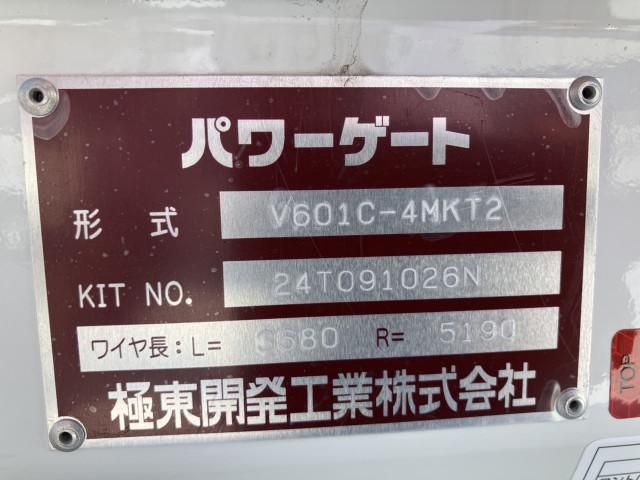 パワーゲート
形式 V601C-4MKT2
KIT NO. 24T091026N
ワイヤ長:L= R= 5190
極東開発工業株式会社
TOP